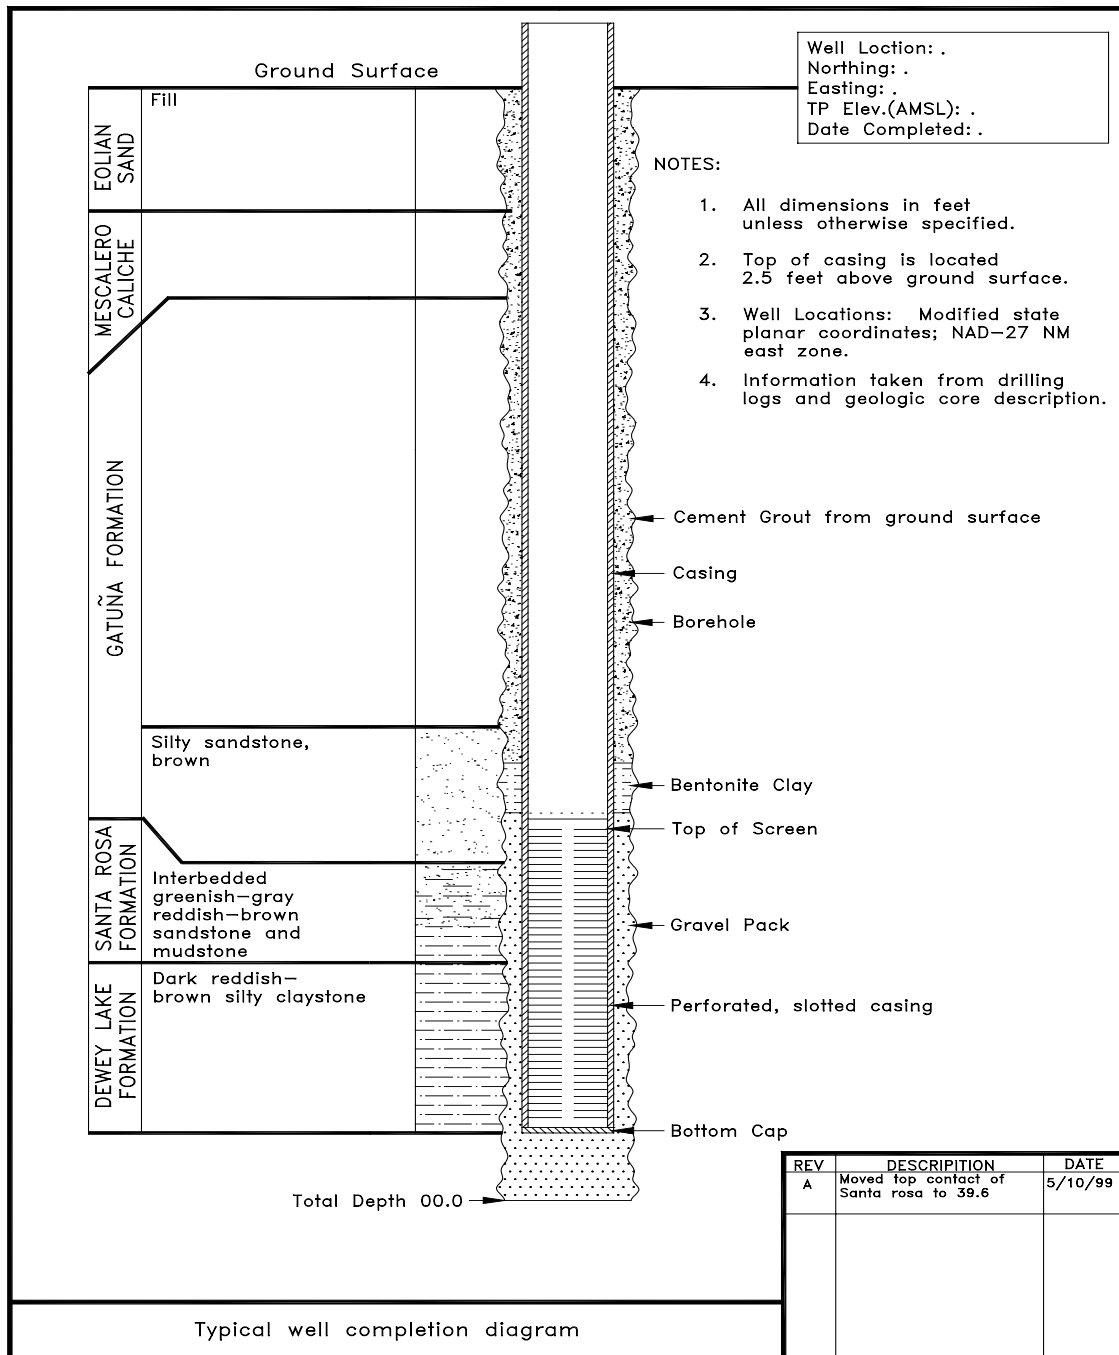 Ground Surface
Well Loction: .
Northing: .
Easting: .
TP Elev.(AMSL): .
Date Completed: .
EOLIAN
SAND
Fill
MESCALERO
CALICHE
GATUÑA FORMATION
Silty sandstone,
brown
SANTA ROSA
FORMATION
Interbedded
greenish-gray
reddish-brown
sandstone and
mudstone
DEWEY LAKE
FORMATION
Dark reddish-
brown silty claystone
NOTES:
1. All dimensions in feet
unless otherwise specified.
2. Top of casing is located
2.5 feet above ground surface.
3. Well Locations: Modified state
planar coordinates; NAD-27 NM
east zone.
4. Information taken from drilling
logs and geologic core description.
Cement Grout from ground surface
Casing
Borehole
Bentonite Clay
Top of Screen
Gravel Pack
Perforated, slotted casing
Bottom Cap
Total Depth 00.0
REV DESCRIPITION DATE
A Moved top contact of 5/10/99
Santa rosa to 39.6
Typical well completion diagram